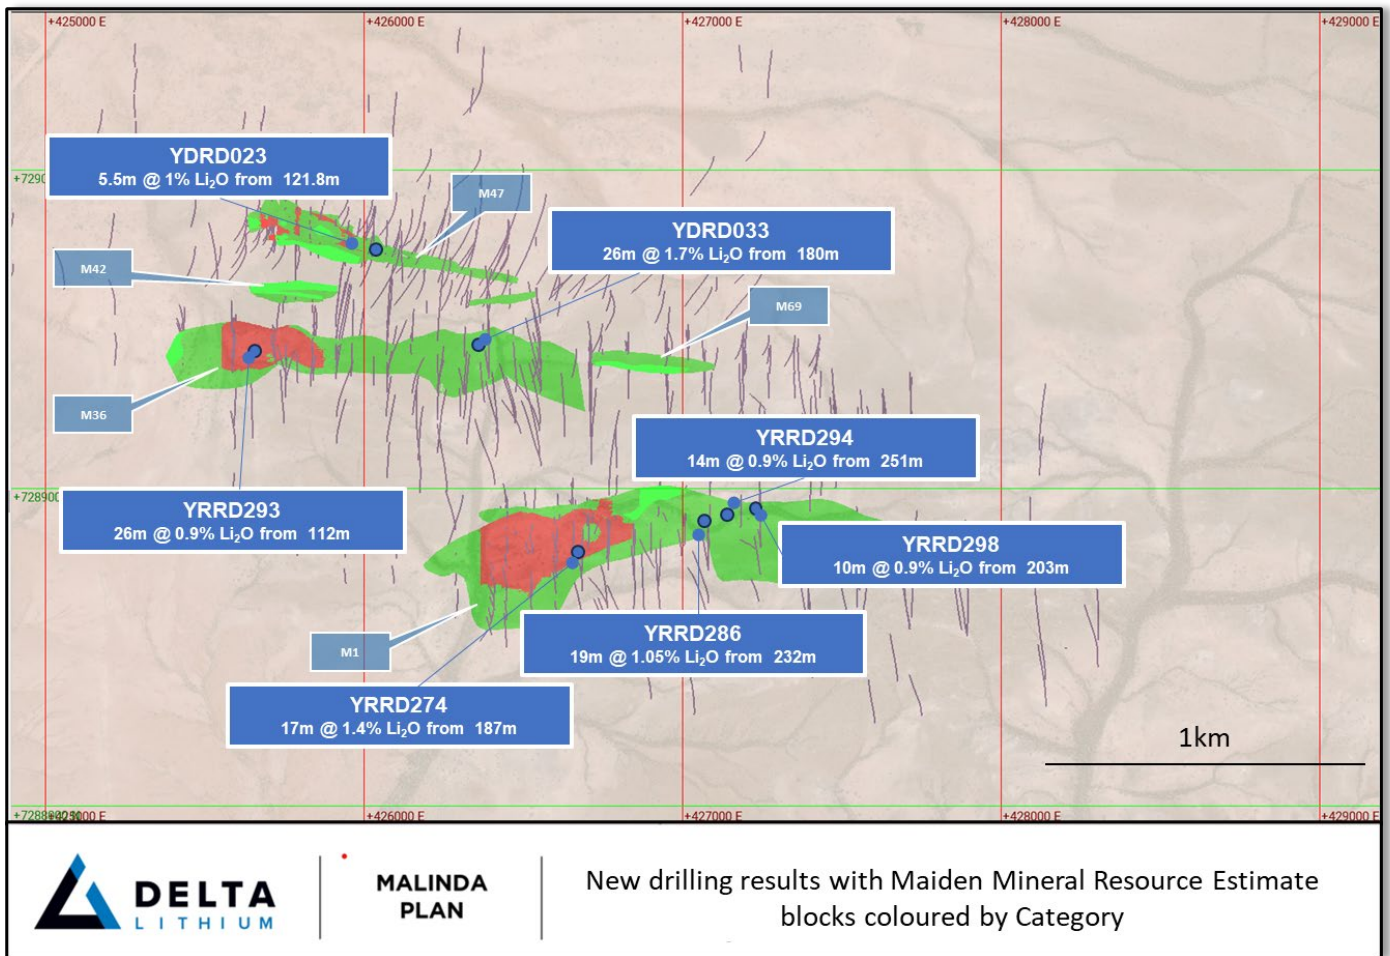 +425000 E
+426000 E
+427000 E
+428000 E
+429000 E
YDRD023
5.5m @ 1% Li₂O from 121.8m
+7290
M47
YDRD033
26m @ 1.7% Li₂O from 180m
M42
M69
M36
YRRD294
14m @ 0.9% Li₂O from 251m
+728900
YRRD293
26m @ 0.9% Li₂O from 112m
YRRD298
10m @ 0.9% Li₂O from 203m
YRRD286
19m @ 1.05% Li₂O from 232m
M1
YRRD274
17m @ 1.4% Li₂O from 187m
1km
+426000 E
+427000 E
+428000 E
+429000 E
DELTA
LITHIUM
MALINDA
PLAN
New drilling results with Maiden Mineral Resource Estimate
blocks coloured by Category